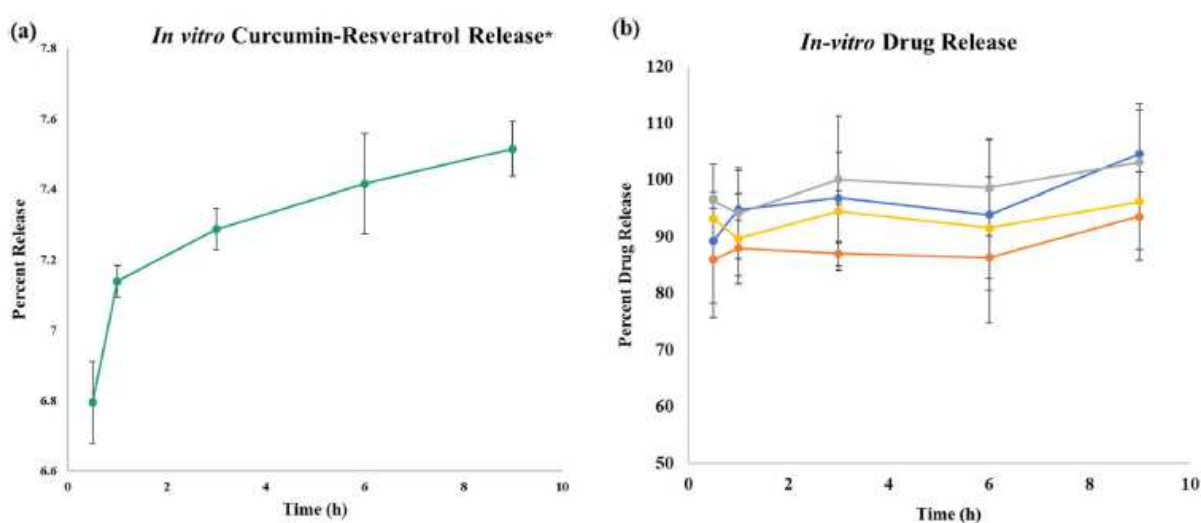 (a)
In vitro Curcumin-Resveratrol Release*
7.8
7.6
7.4
7.2
7
6.8
6.6
Percent Release
0 2 4 6 8 10
Time (h)
(b)
In-vitro Drug Release
120
110
100
90
80
70
60
50
Percent Drug Release
0 2 4 6 8 10
Time (h)